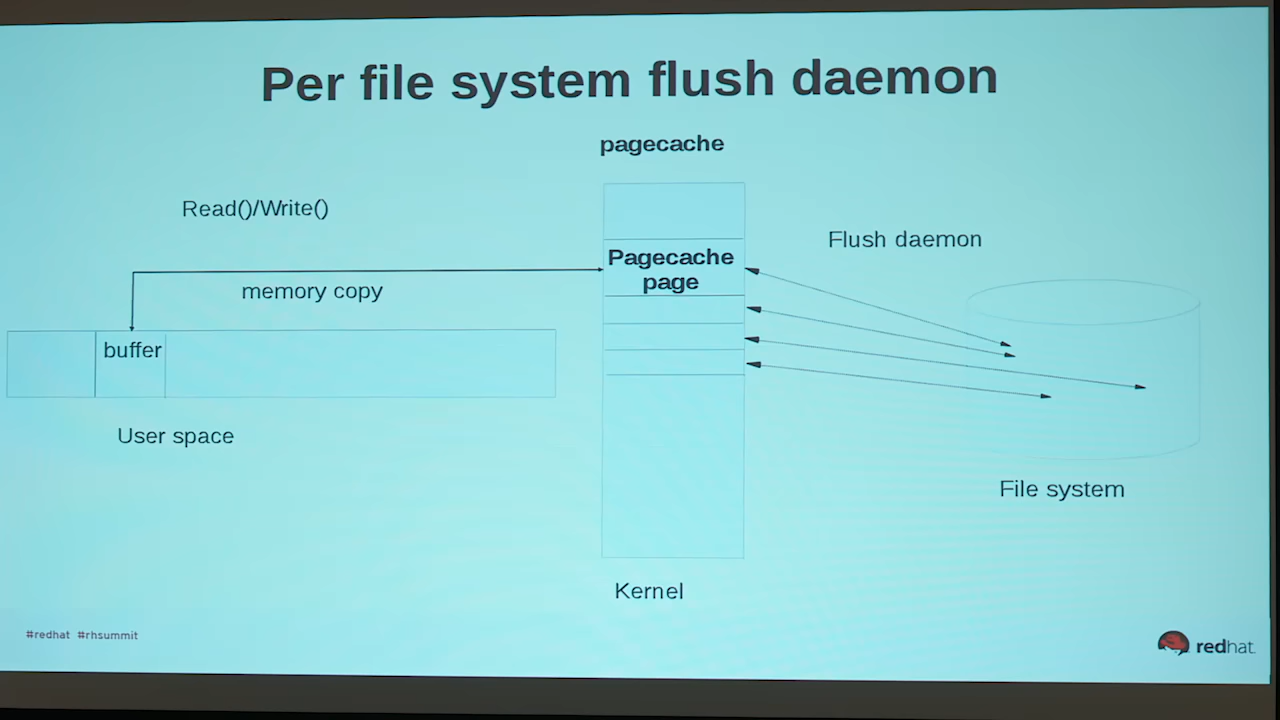 Per file system flush daemon
pagecache
Read()/Write()
Flush daemon
Pagecache
page
memory copy
buffer
User space
File system
Kernel
#redhat #rhsummit
redhat.